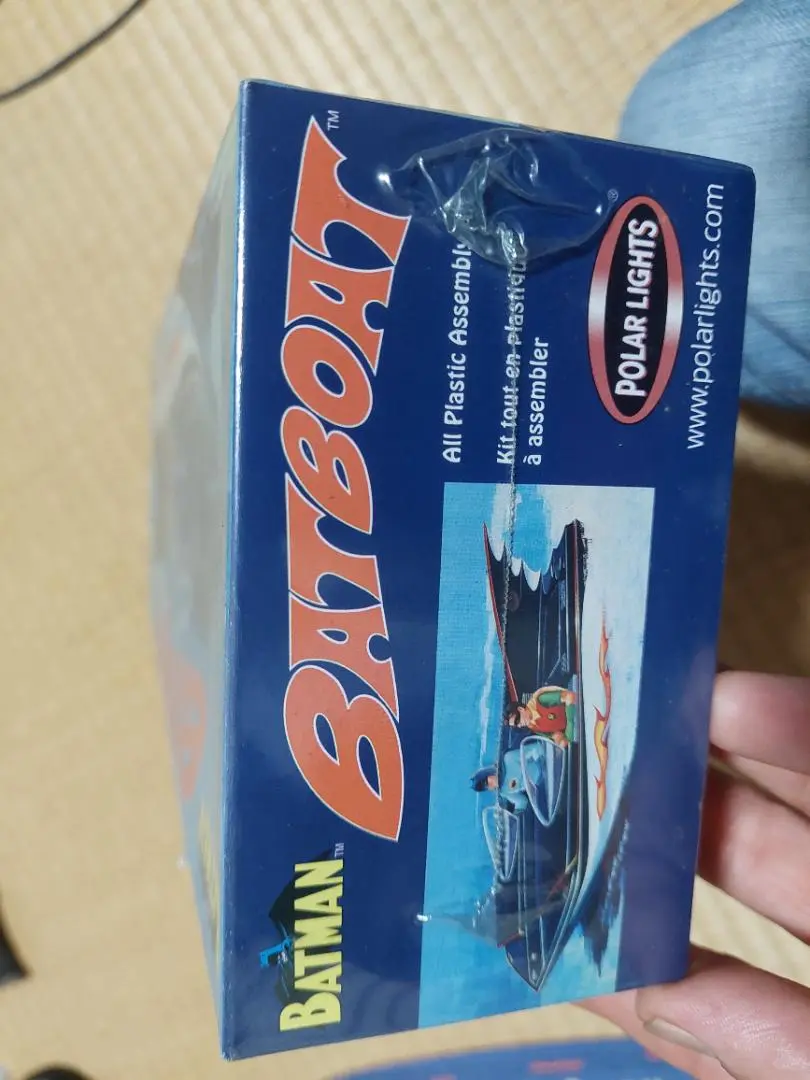 BATMAN™
BATBOAT™
All Plastic Assembly
Kit tout en plastique
à assembler
POLAR LIGHTS®
www.polarlights.com